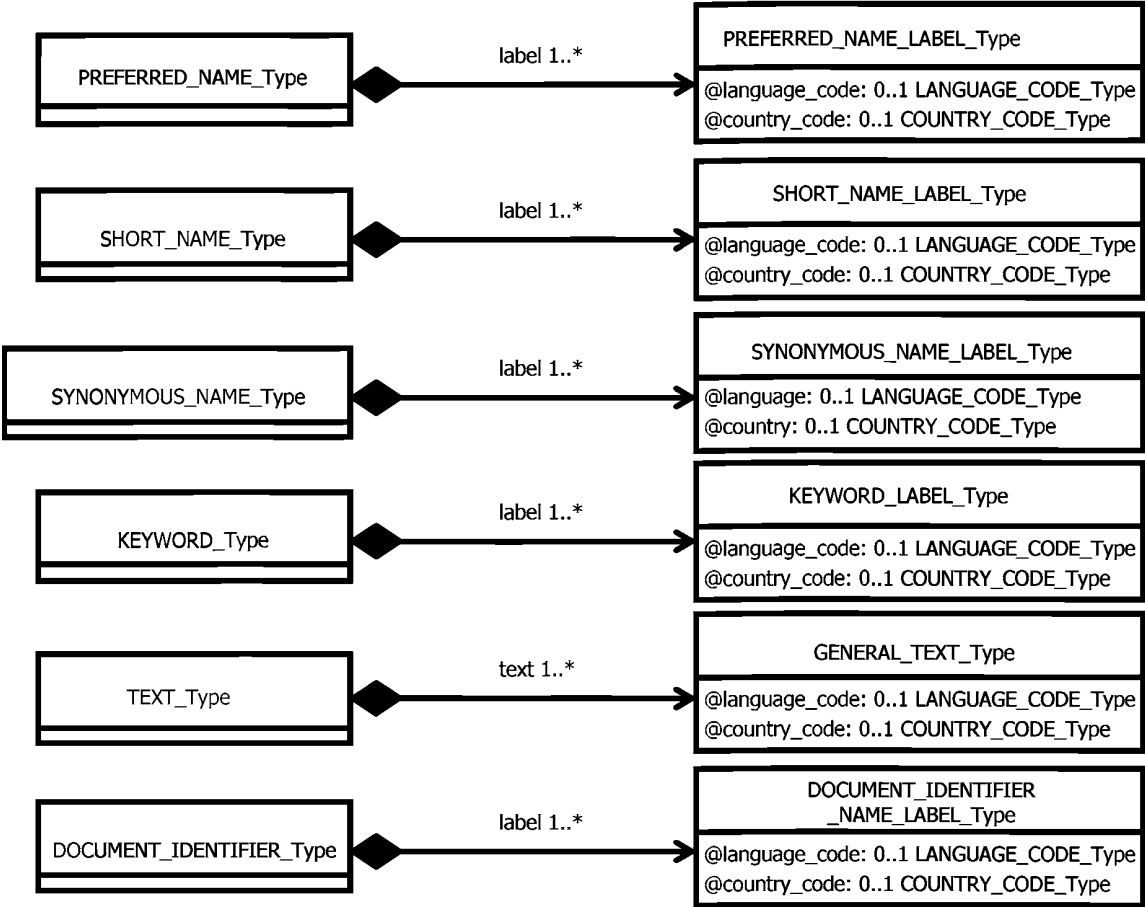 PREFERRED_NAME_Type
label 1..*
PREFERRED_NAME_LABEL_Type
@language_code: 0..1 LANGUAGE_CODE_Type
@country_code: 0..1 COUNTRY_CODE_Type
SHORT_NAME_Type
label 1..*
SHORT_NAME_LABEL_Type
@language_code: 0..1 LANGUAGE_CODE_Type
@country_code: 0..1 COUNTRY_CODE_Type
SYNONYMOUS_NAME_Type
label 1..*
SYNONYMOUS_NAME_LABEL_Type
@language: 0..1 LANGUAGE_CODE_Type
@country: 0..1 COUNTRY_CODE_Type
KEYWORD_Type
label 1..*
KEYWORD_LABEL_Type
@language_code: 0..1 LANGUAGE_CODE_Type
@country_code: 0..1 COUNTRY_CODE_Type
TEXT_Type
text 1..*
GENERAL_TEXT_Type
@language_code: 0..1 LANGUAGE_CODE_Type
@country_code: 0..1 COUNTRY_CODE_Type
DOCUMENT_IDENTIFIER_Type
label 1..*
DOCUMENT_IDENTIFIER
_NAME_LABEL_Type
@language_code: 0..1 LANGUAGE_CODE_Type
@country_code: 0..1 COUNTRY_CODE_Type